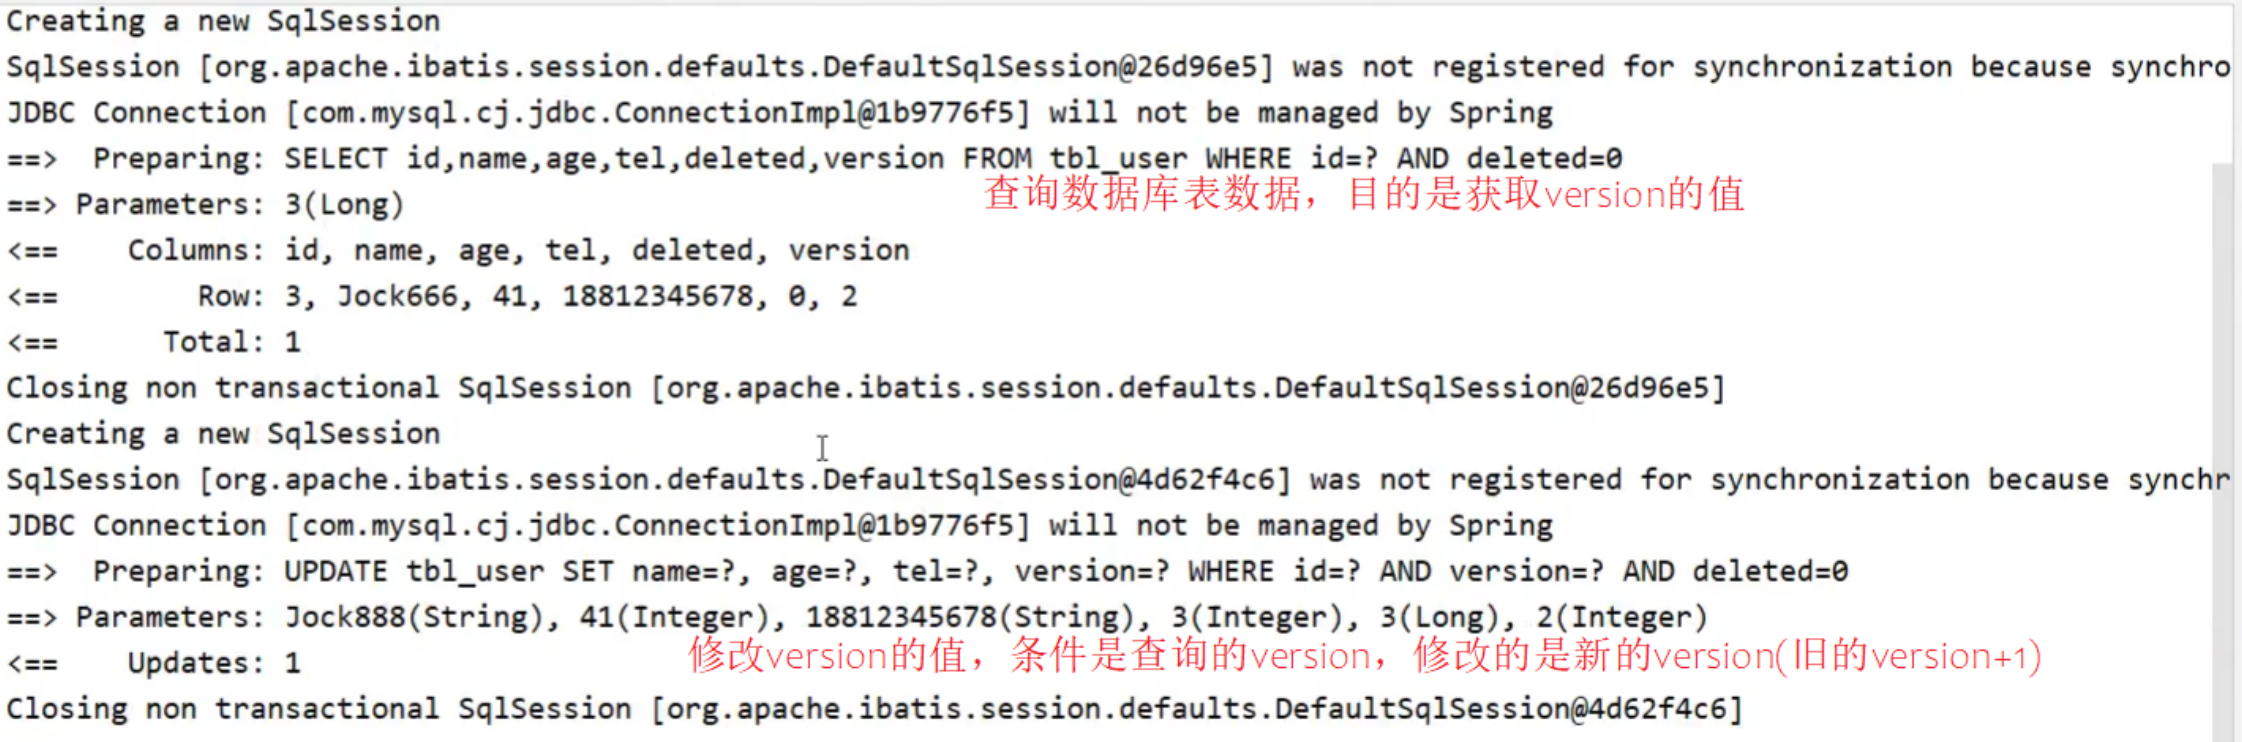 Creating a new SqlSession
SqlSession [org.apache.ibatis.session.defaults.DefaultSqlSession@26d96e5] was not registered for synchronization because synchro
JDBC Connection [com.mysql.cj.jdbc.ConnectionImpl@1b9776f5] will not be managed by Spring
==>  Preparing: SELECT id,name,age,tel,deleted,version FROM tbl_user WHERE id=? AND deleted=0
查询数据库表数据，目的是获取version的值
==> Parameters: 3(Long)
<==    Columns: id, name, age, tel, deleted, version
<==        Row: 3, Jock666, 41, 18812345678, 0, 2
<==      Total: 1
Closing non transactional SqlSession [org.apache.ibatis.session.defaults.DefaultSqlSession@26d96e5]
Creating a new SqlSession
SqlSession [org.apache.ibatis.session.defaults.DefaultSqlSession@4d62f4c6] was not registered for synchronization because synchr
JDBC Connection [com.mysql.cj.jdbc.ConnectionImpl@1b9776f5] will not be managed by Spring
==>  Preparing: UPDATE tbl_user SET name=?, age=?, tel=?, version=? WHERE id=? AND version=? AND deleted=0
==> Parameters: Jock888(String), 41(Integer), 18812345678(String), 3(Integer), 3(Long), 2(Integer)
修改version的值，条件是查询的version，修改的是新的version(旧的version+1)
<==    Updates: 1
Closing non transactional SqlSession [org.apache.ibatis.session.defaults.DefaultSqlSession@4d62f4c6]